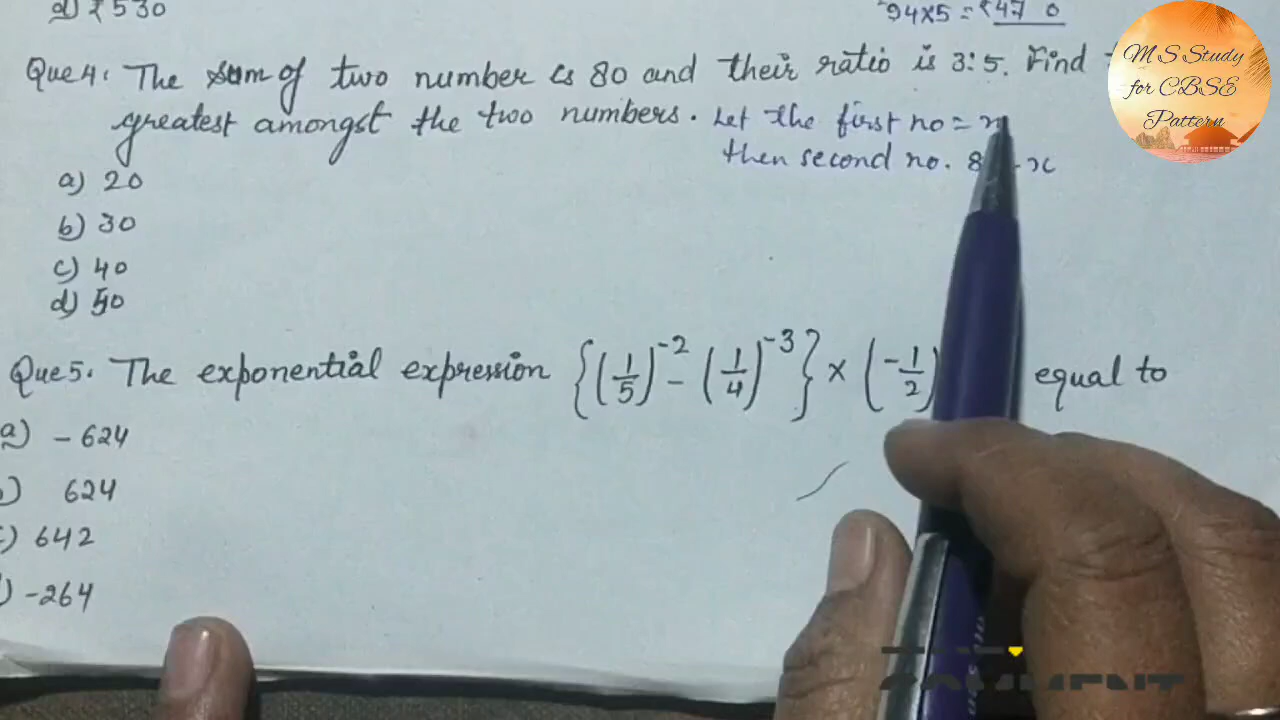 d) ₹530
94x5 = ₹470
Que4. The sum of two number is 80 and their ratio is 3:5. Find
greatest amongst the two numbers. Let the first no = x
then second no. 8 - x
a) 20
b) 30
c) 40
d) 50
Que5. The exponential expression {(1/5)^-2 - (1/4)^-3} × (-1/2) equal to
a) - 624
b) 624
c) 642
d) -264
M S Study
for CBSE
Pattern